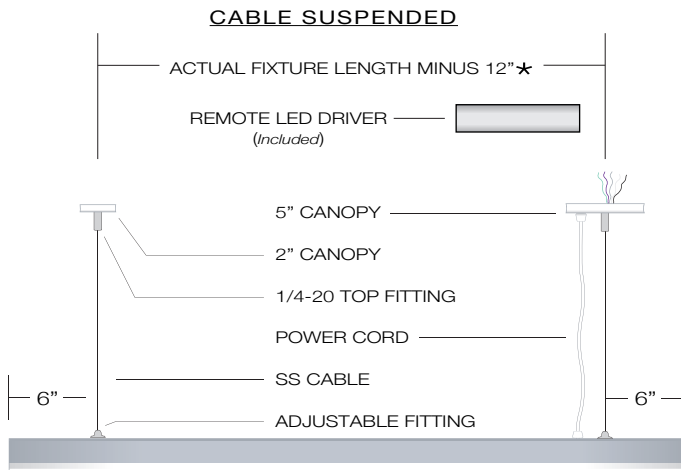 CABLE SUSPENDED
ACTUAL FIXTURE LENGTH MINUS 12”*
REMOTE LED DRIVER
(Included)
5” CANOPY
2” CANOPY
1/4-20 TOP FITTING
POWER CORD
SS CABLE
6”
6”
ADJUSTABLE FITTING